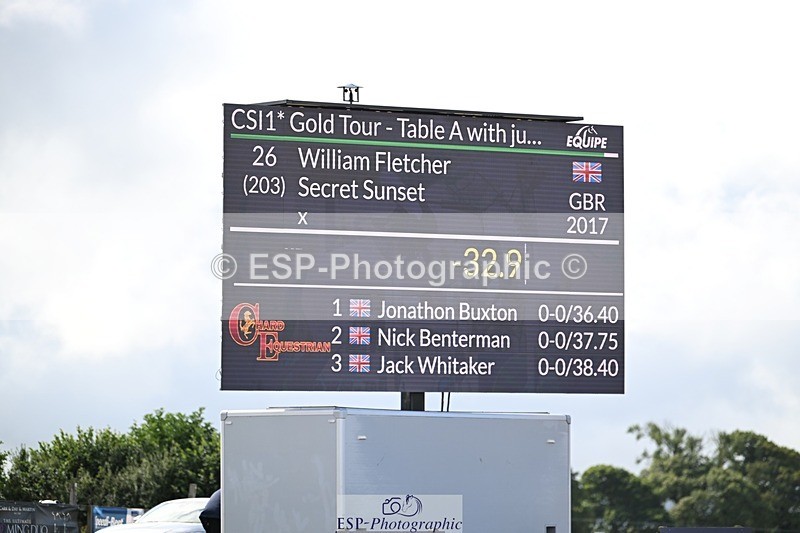 CSI1* Gold Tour - Table A with ju...
EQUIPE
26 William Fletcher
(203) Secret Sunset
GBR
x
2017
-32.9
© ESP-Photographic ©
1 Jonathon Buxton 0-0/36.40
2 Nick Benterman 0-0/37.75
3 Jack Whitaker 0-0/38.40
CHARD
EQUESTRIAN
ESP-Photographic